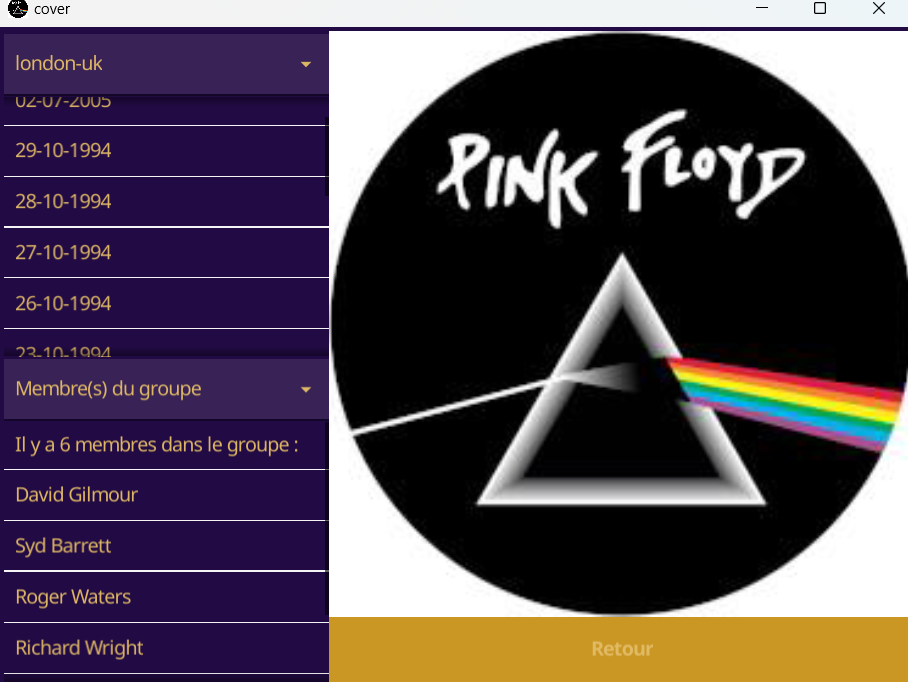 cover
london-uk
02-07-2005
29-10-1994
28-10-1994
27-10-1994
26-10-1994
23-10-1994
Membre(s) du groupe
Il y a 6 membres dans le groupe :
David Gilmour
Syd Barrett
Roger Waters
Richard Wright
PINK FLOYD
Retour